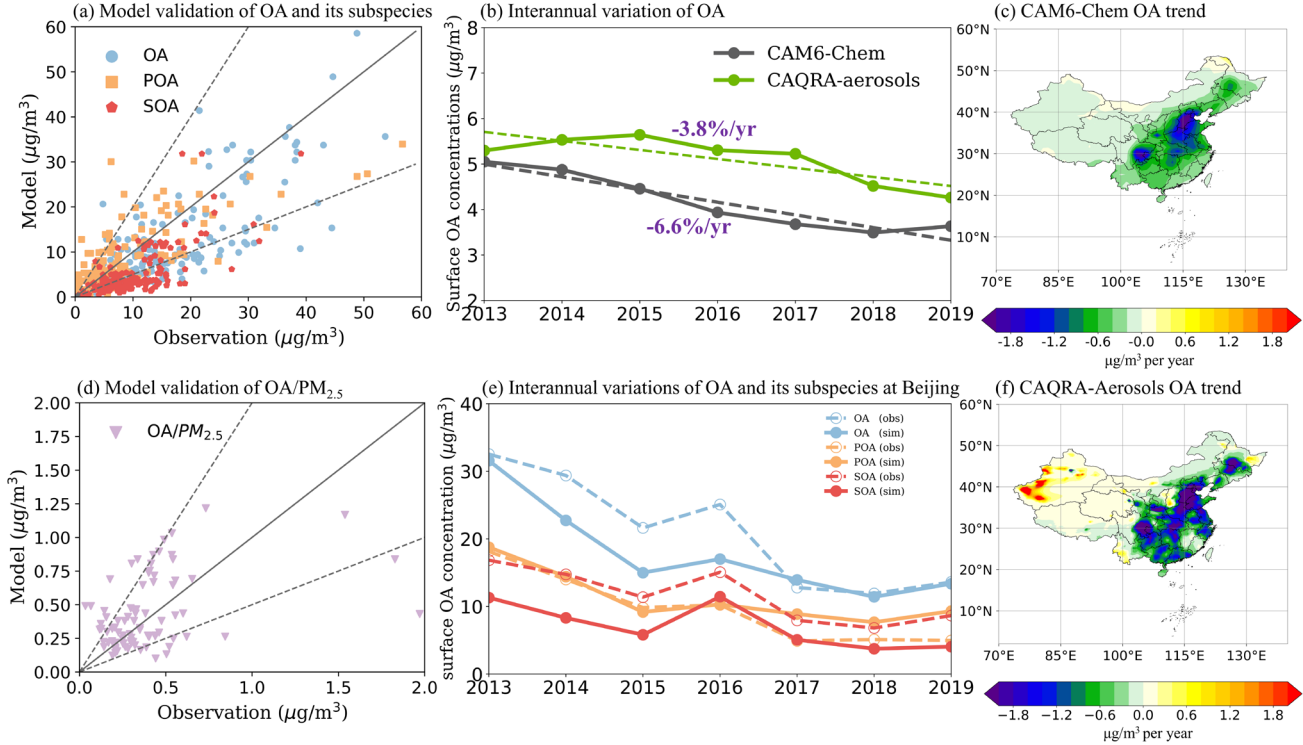 (a) Model validation of OA and its subspecies
60
50
40
30
20
10
0
Model (μg/m³)
OA
POA
SOA
0 10 20 30 40 50 60
Observation (μg/m³)
(b) Interannual variation of OA
8
7
6
5
4
3
2
Surface OA concentrations (μg/m³)
CAM6-Chem
CAQRA-aerosols
-3.8%/yr
-6.6%/yr
2013 2014 2015 2016 2017 2018 2019
(c) CAM6-Chem OA trend
60°N
50°N
40°N
30°N
20°N
10°N
70°E 85°E 100°E 115°E 130°E
-1.8 -1.2 -0.6 -0.0 0.6 1.2 1.8
μg/m³ per year
(d) Model validation of OA/PM₂.₅
2.00
1.75
1.50
1.25
1.00
0.75
0.50
0.25
0.00
Model (μg/m³)
OA/PM₂.₅
0.0 0.5 1.0 1.5 2.0
Observation (μg/m³)
(e) Interannual variations of OA and its subspecies at Beijing
40
30
20
10
0
surface OA concentration (μg/m³)
OA (obs)
OA (sim)
POA (obs)
POA (sim)
SOA (obs)
SOA (sim)
2013 2014 2015 2016 2017 2018 2019
(f) CAQRA-Aerosols OA trend
60°N
50°N
40°N
30°N
20°N
10°N
70°E 85°E 100°E 115°E 130°E
−1.8 −1.2 −0.6 0.0 0.6 1.2 1.8
μg/m³ per year